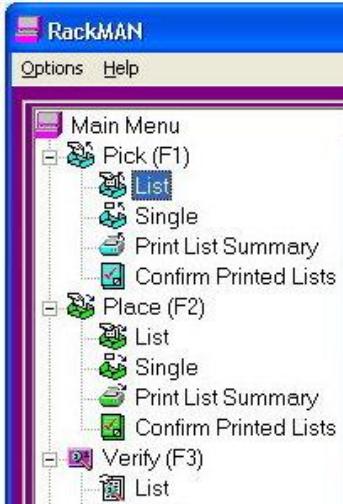 RackMAN
Options Help
Main Menu
Pick (F1)
List
Single
Print List Summary
Confirm Printed Lists
Place (F2)
List
Single
Print List Summary
Confirm Printed Lists
Verify (F3)
List